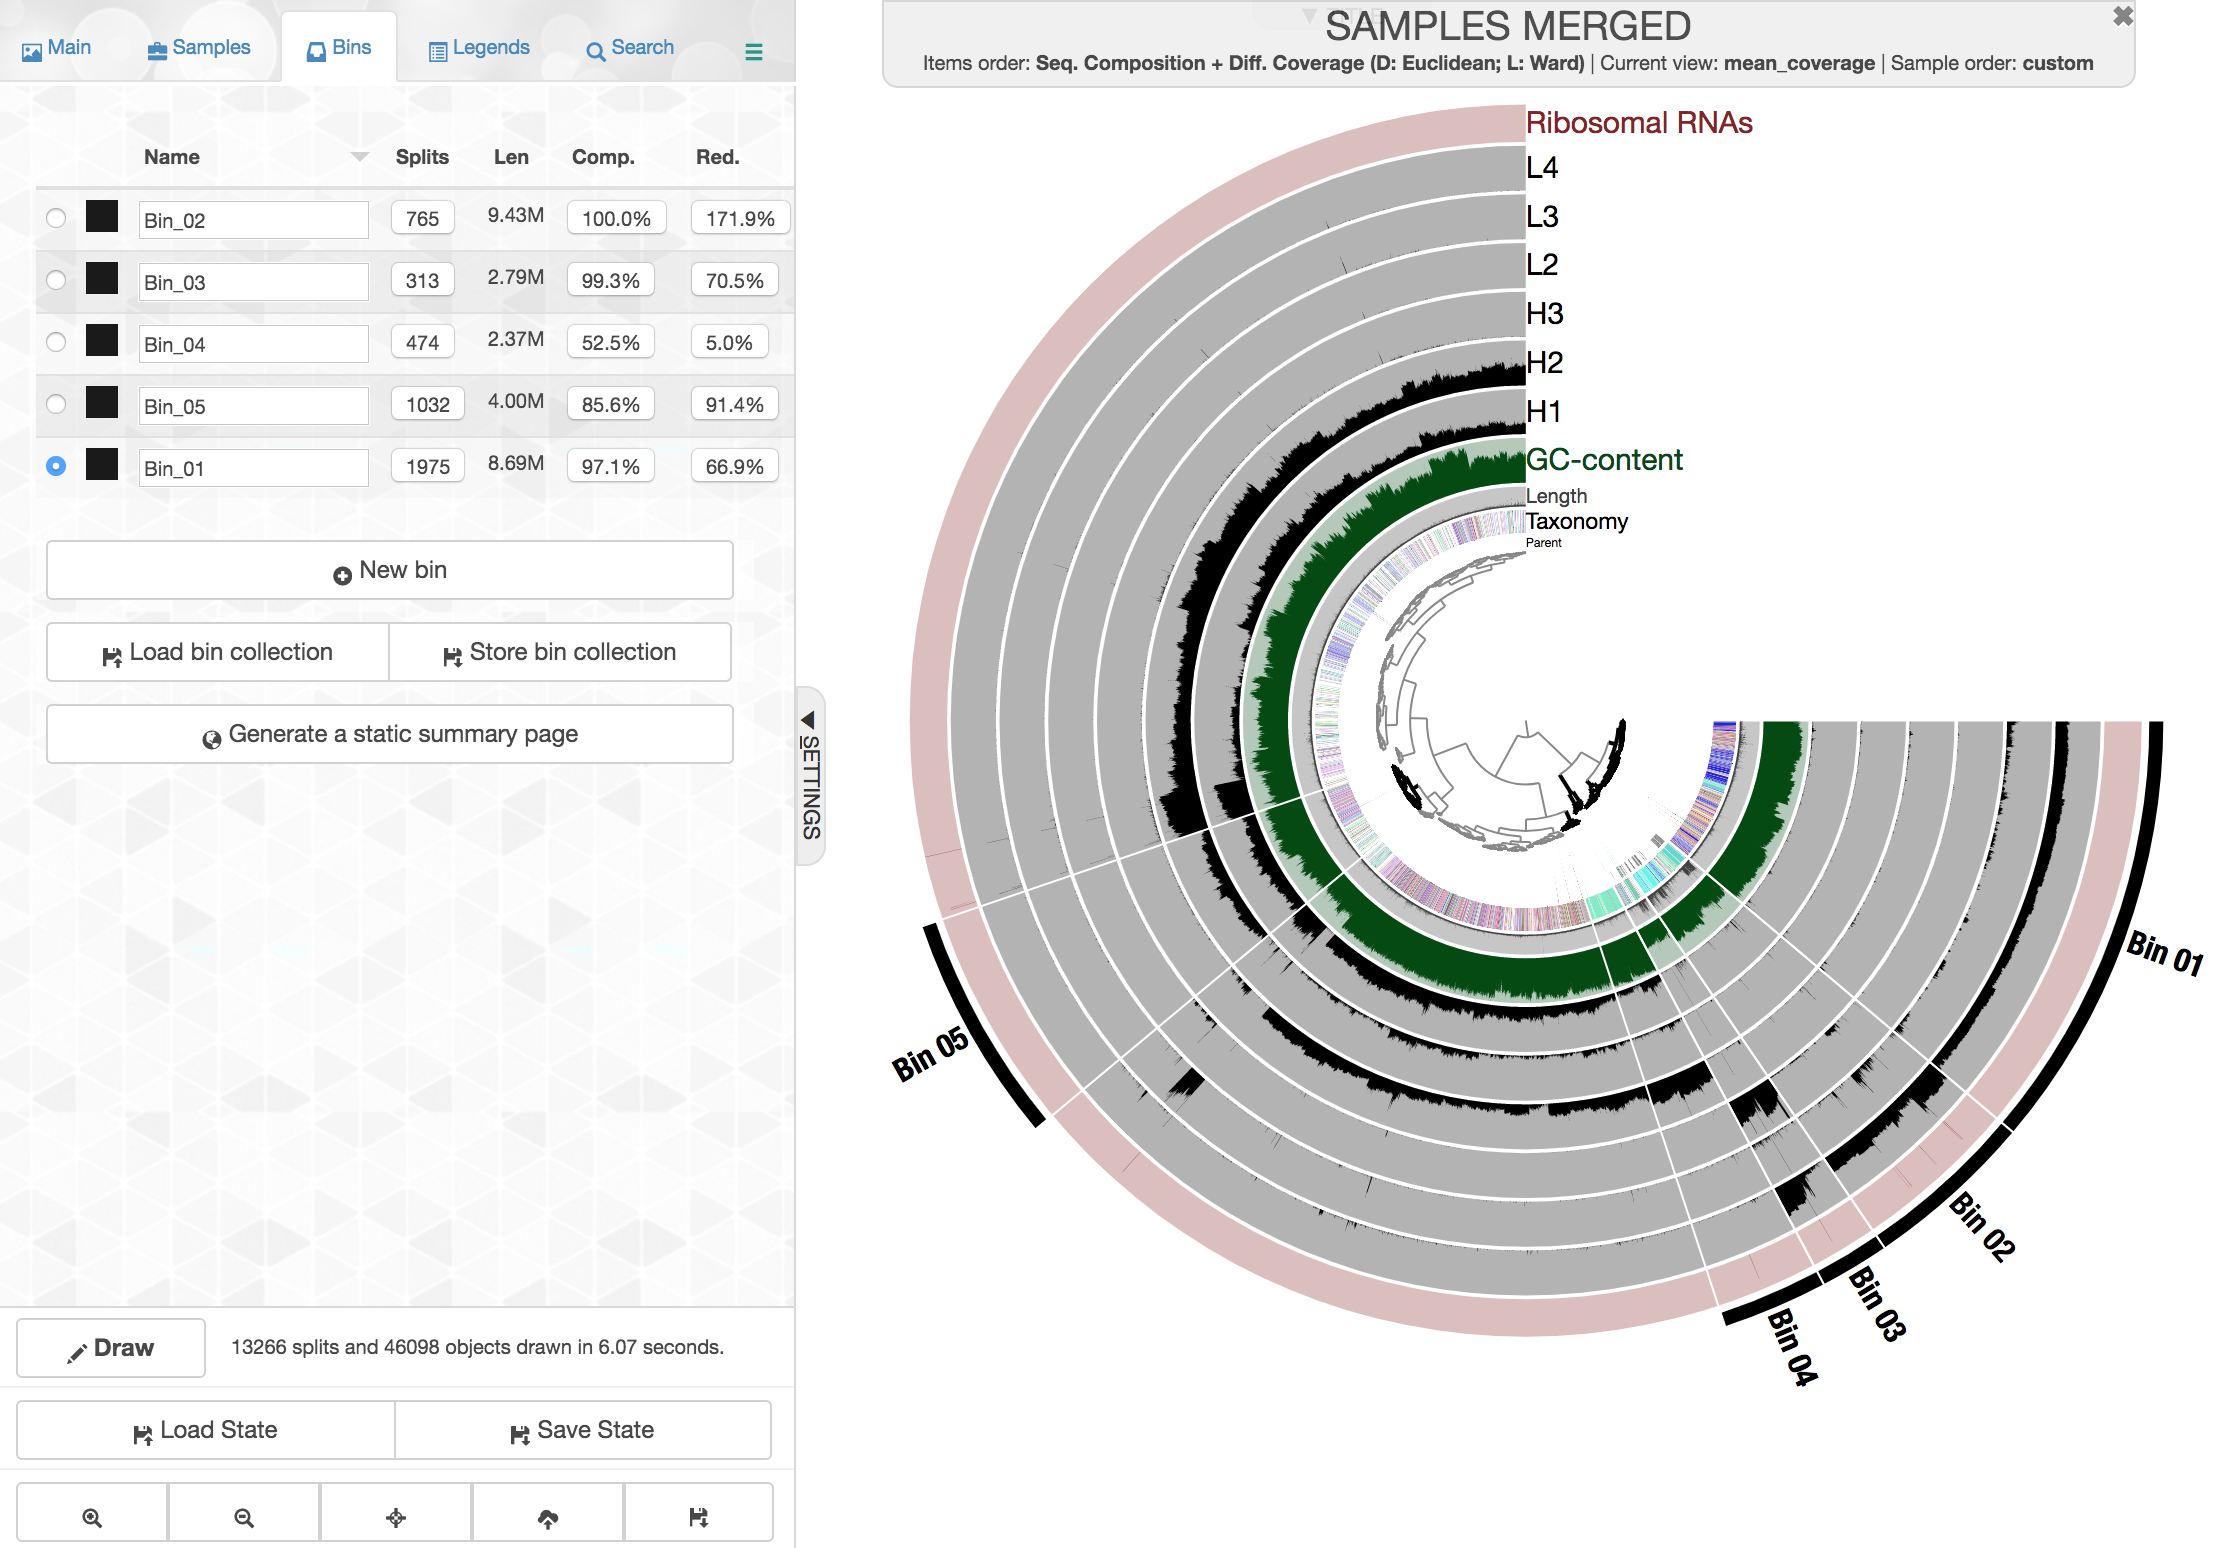 Main
Samples
Bins
Legends
Search
Name Splits Len Comp. Red.
Bin_02 765 9.43M 100.0% 171.9%
Bin_03 313 2.79M 99.3% 70.5%
Bin_04 474 2.37M 52.5% 5.0%
Bin_05 1032 4.00M 85.6% 91.4%
Bin_01 1975 8.69M 97.1% 66.9%
New bin
Load bin collection
Store bin collection
Generate a static summary page
Draw
13266 splits and 46098 objects drawn in 6.07 seconds.
Load State
Save State
SETTINGS
SAMPLES MERGED
Items order: Seq. Composition + Diff. Coverage (D: Euclidean; L: Ward) | Current view: mean_coverage | Sample order: custom
Ribosomal RNAs
L4
L3
L2
H3
H2
H1
GC-content
Length
Taxonomy
Parent
Bin 01
Bin 02
Bin 03
Bin 04
Bin 05